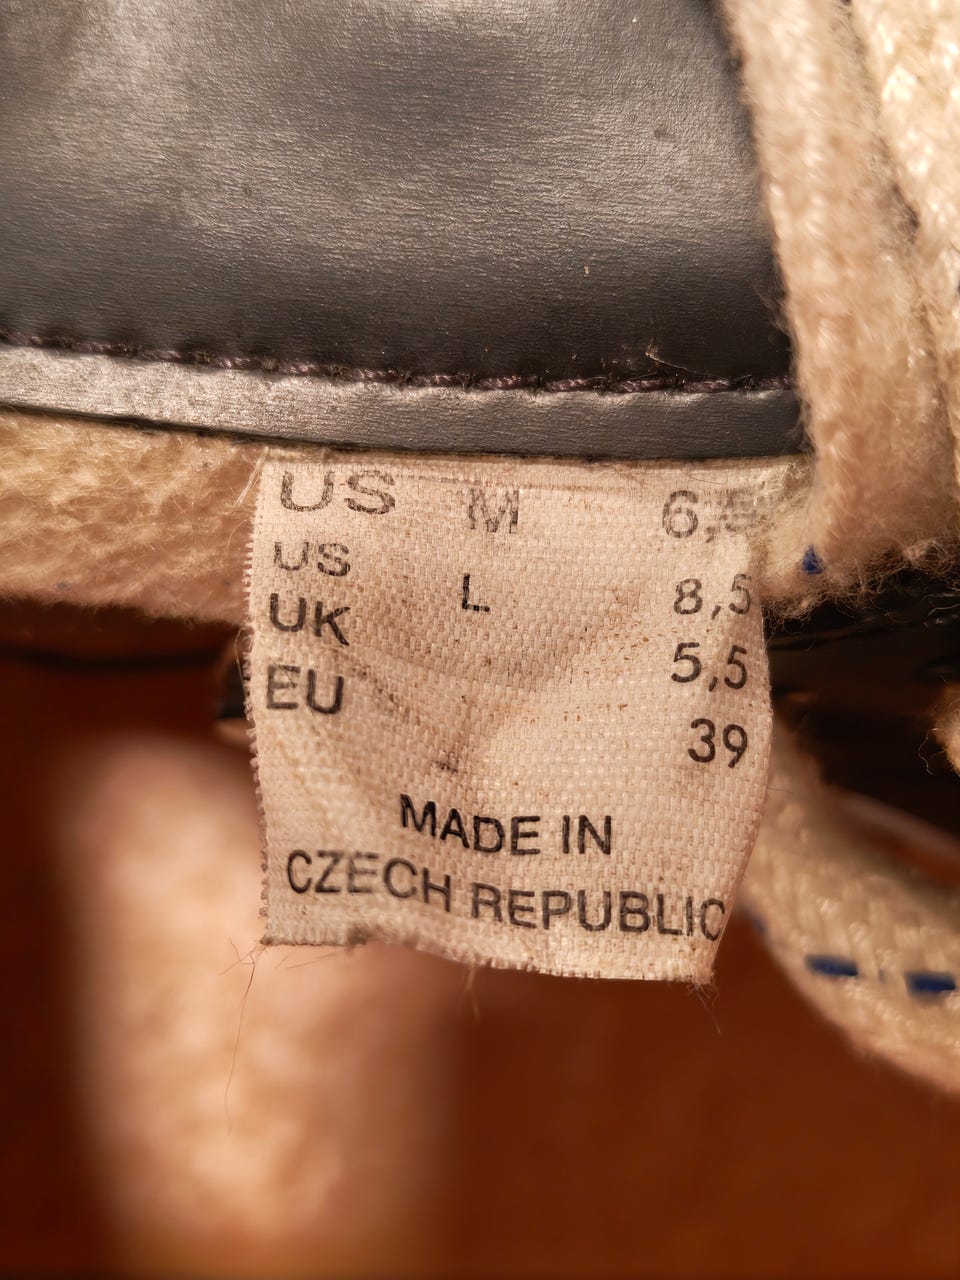 US M 6,5
US L 8,5
UK 5,5
EU 39
MADE IN
CZECH REPUBLIC